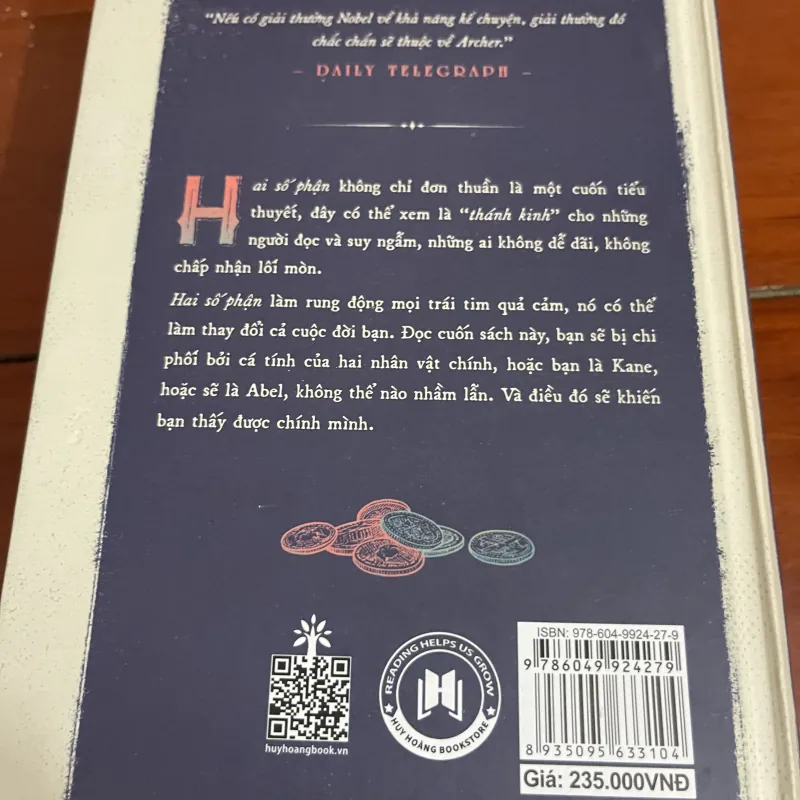 "Nếu có giải thưởng Nobel về khả năng kể chuyện, giải thưởng đó
chắc chắn sẽ thuộc về Archer."
– DAILY TELEGRAPH –
Hai số phận không chỉ đơn thuần là một cuốn tiểu
thuyết, đây có thể xem là "thánh kinh" cho những
người đọc và suy ngẫm, những ai không dễ dãi, không
chấp nhận lối mòn.
Hai số phận làm rung động mọi trái tim quả cảm, nó có thể
làm thay đổi cả cuộc đời bạn. Đọc cuốn sách này, bạn sẽ bị chi
phối bởi cá tính của hai nhân vật chính, hoặc bạn là Kane,
hoặc sẽ là Abel, không thể nào nhầm lẫn. Và điều đó sẽ khiến
bạn thấy được chính mình.
huyhoangbook.vn
READING HELPS US GROW
HUY HOÀNG BOOKSTORE
ISBN: 978-604-9924-27-9
9 786049 924279
8 935095 633104
Giá: 235.000VNĐ